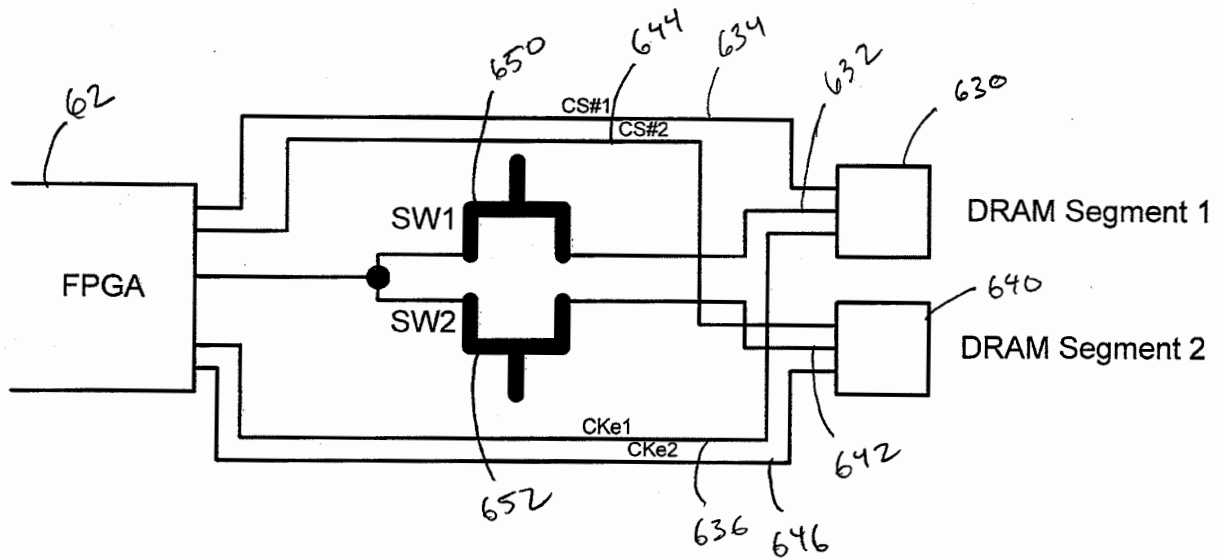 644
634
650
632
630
62
CS#1
CS#2
SW1
DRAM Segment 1
FPGA
640
SW2
DRAM Segment 2
CKe1
CKe2
642
652
636
646